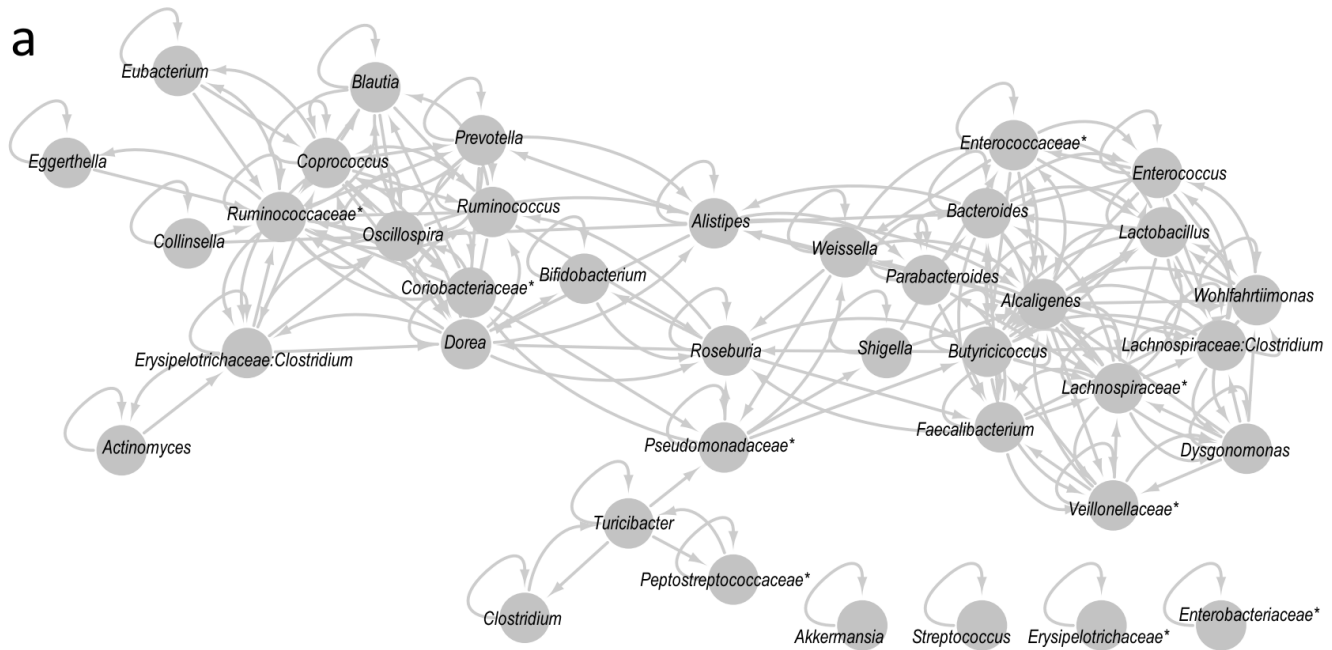 a
Eubacterium
Blautia
Prevotella
Enterococcaceae*
Eggerthella
Coprococcus
Enterococcus
Ruminococcaceae*
Ruminococcus
Bacteroides
Alistipes
Collinsella
Oscillospira
Weissella
Lactobacillus
Coriobacteriaceae*
Bifidobacterium
Parabacteroides
Alcaligenes
Wohlfahrtiimonas
Erysipelotrichaceae:Clostridium
Dorea
Roseburia
Shigella
Butyricicoccus
Lachnospiraceae:Clostridium
Lachnospiraceae*
Actinomyces
Pseudomonadaceae*
Faecalibacterium
Dysgonomonas
Turicibacter
Veillonellaceae*
Peptostreptococcaceae*
Clostridium
Akkermansia
Streptococcus
Erysipelotrichaceae*
Enterobacteriaceae*